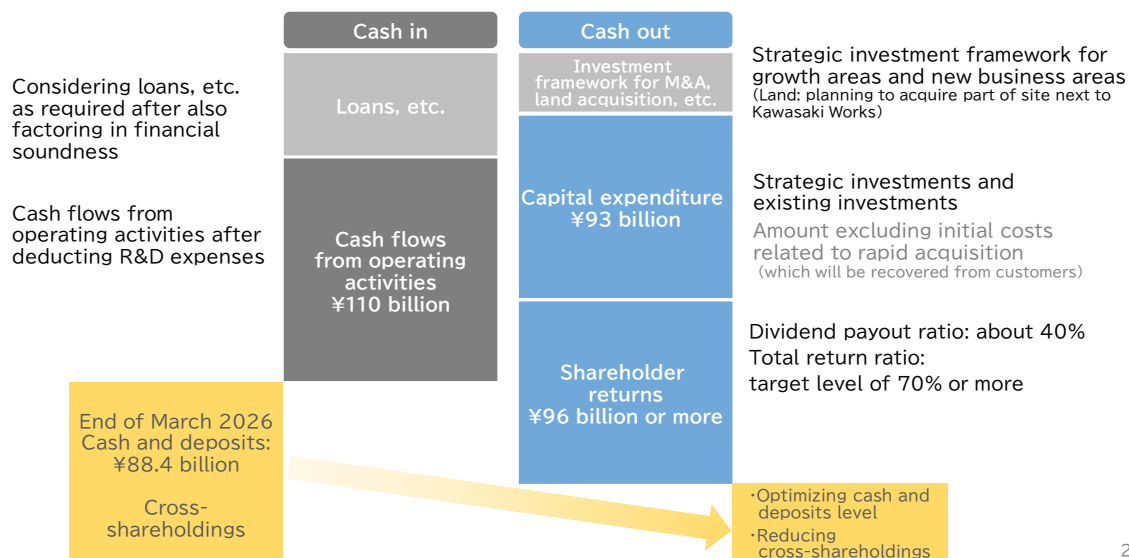 Cash in
Cash out
Considering loans, etc.
as required after also
factoring in financial
soundness
Loans, etc.
Investment
framework for M&A,
land acquisition, etc.
Strategic investment framework for
growth areas and new business areas
(Land: planning to acquire part of site next to
Kawasaki Works)
Cash flows from
operating activities after
deducting R&D expenses
Cash flows
from operating
activities
¥110 billion
Capital expenditure
¥93 billion
Strategic investments and
existing investments
Amount excluding initial costs
related to rapid acquisition
(which will be recovered from customers)
Shareholder
returns
¥96 billion or more
Dividend payout ratio: about 40%
Total return ratio:
target level of 70% or more
End of March 2026
Cash and deposits:
¥88.4 billion
Cross-
shareholdings
・Optimizing cash and
deposits level
・Reducing
cross-shareholdings